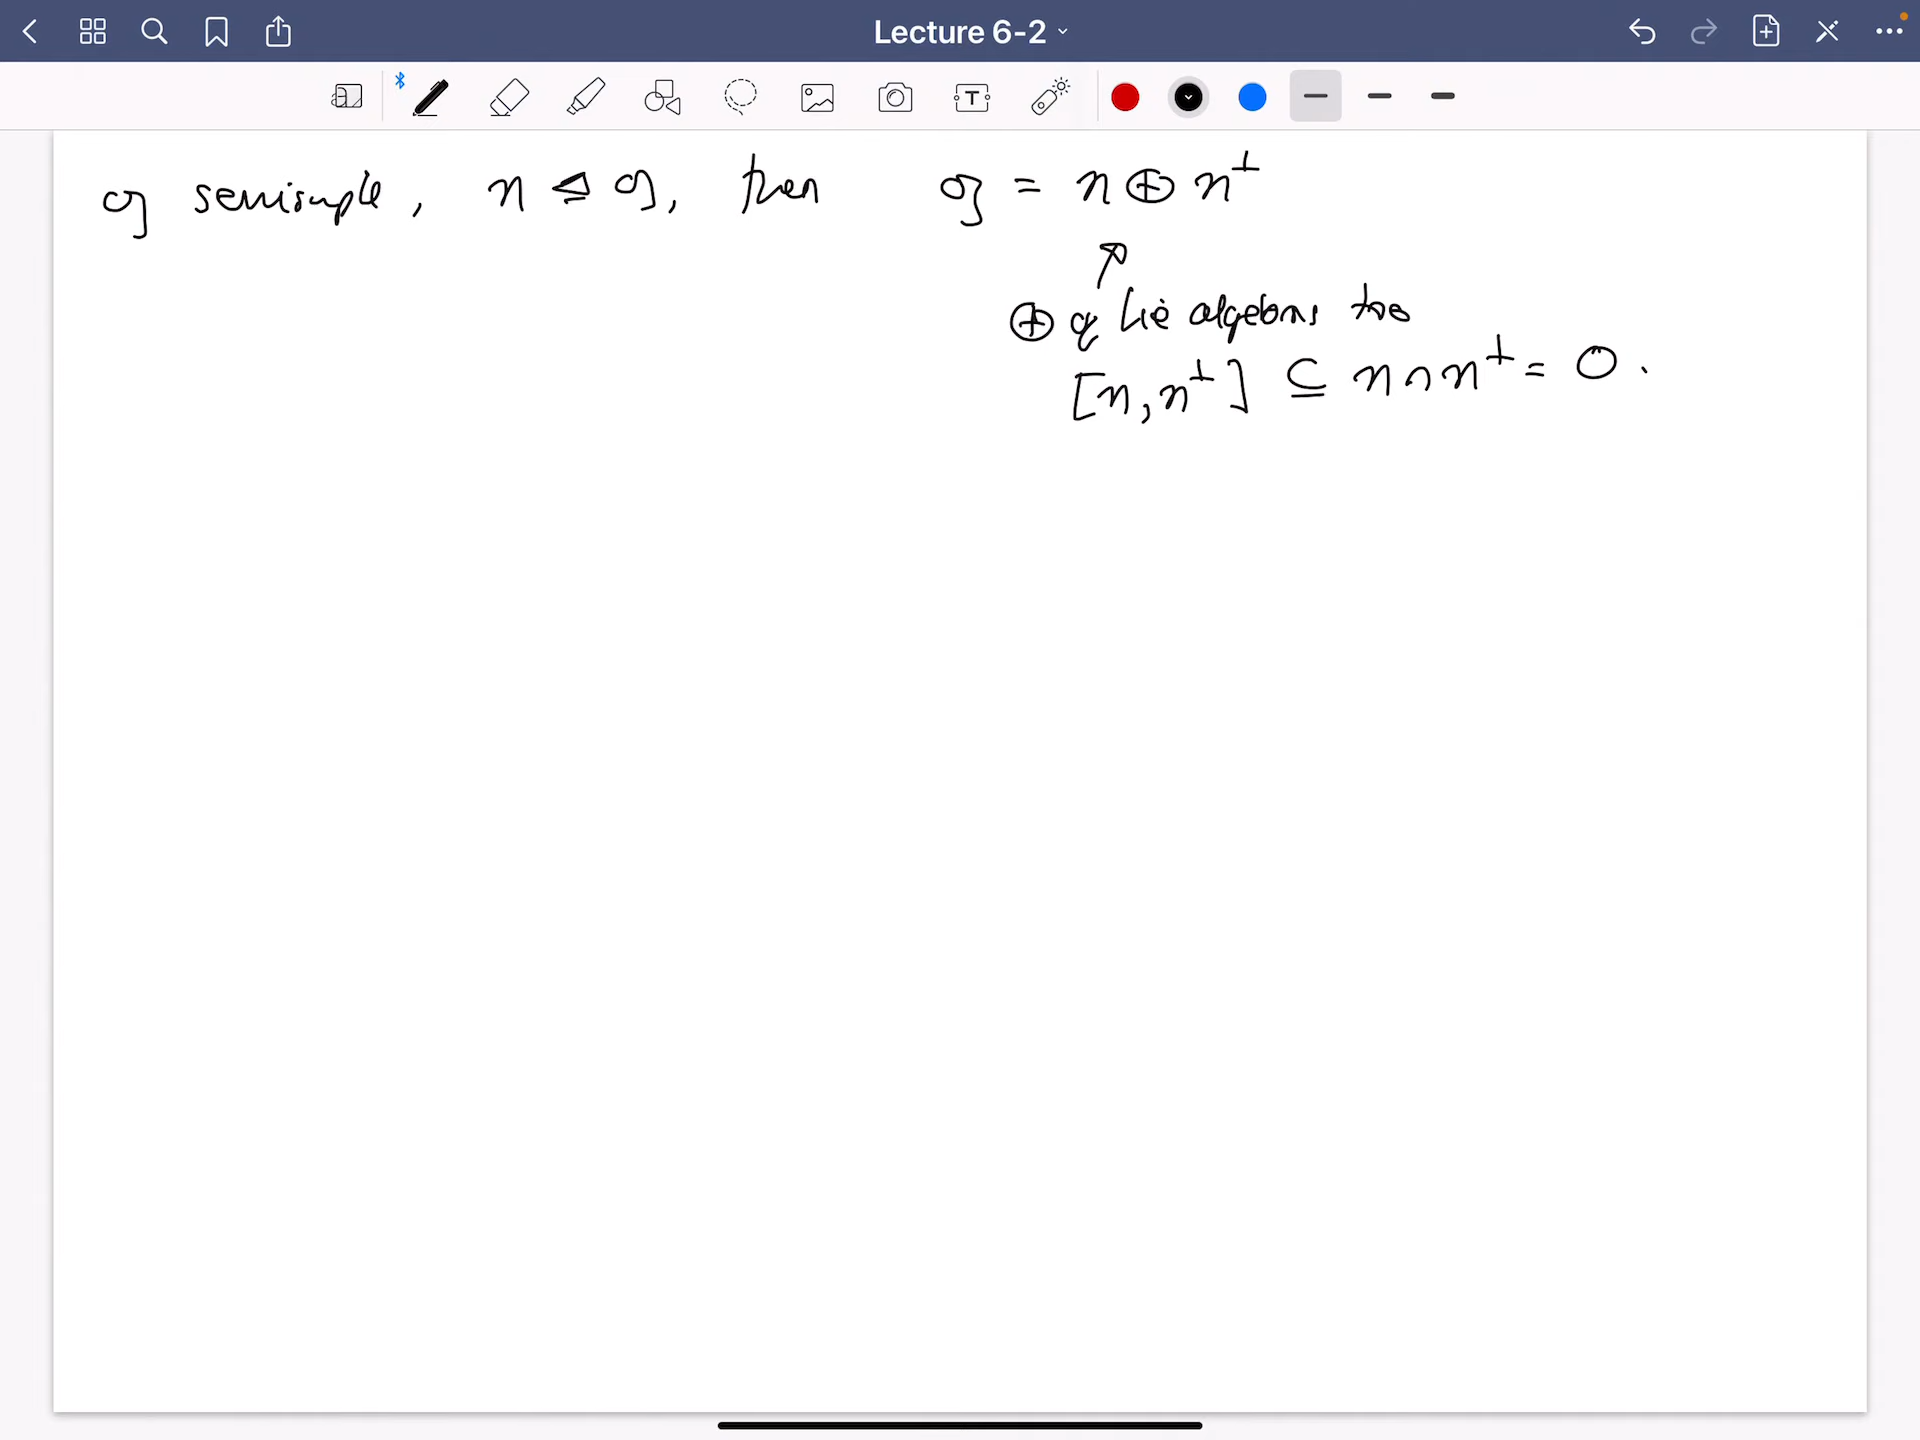 Lecture 6-2
g semisimple, n ⊴ g, then g = n ⊕ n^⊥
⊕ of Lie algebras too
[n, n^⊥] ⊆ n ∩ n^⊥ = 0.